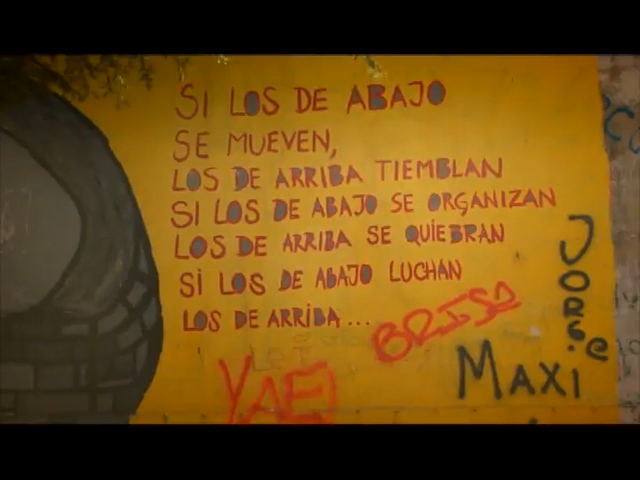 SI LOS DE ABAJO
SE MUEVEN,
LOS DE ARRIBA TIEMBLAN
SI LOS DE ABAJO SE ORGANIZAN
LOS DE ARRIBA SE QUIEBRAN
SI LOS DE ABAJO LUCHAN
LOS DE ARRIBA...
BRISA
JORGE
MAXI
YAEL